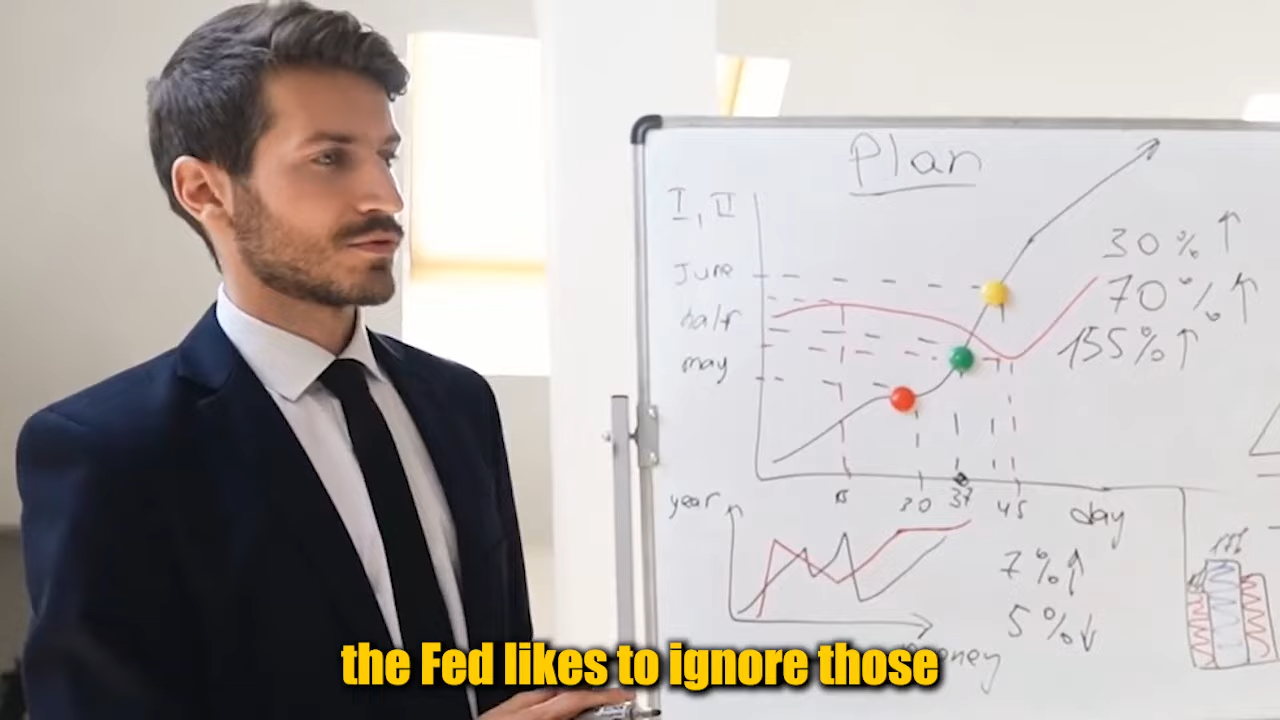 Plan
I, II
June
half
may
30% ↑
70% ↑
155% ↑
30 37 45 day
year
7% ↑
5% ↓
the Fed likes to ignore those